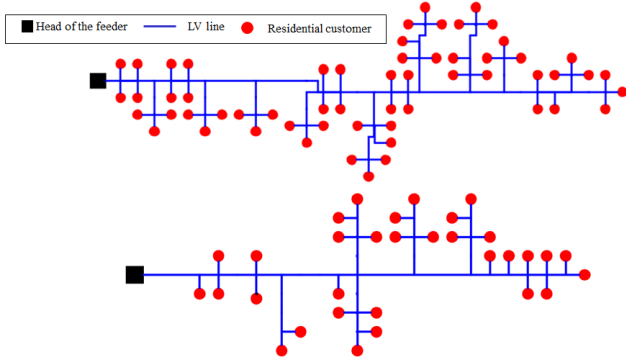 Head of the feeder LV line Residential customer